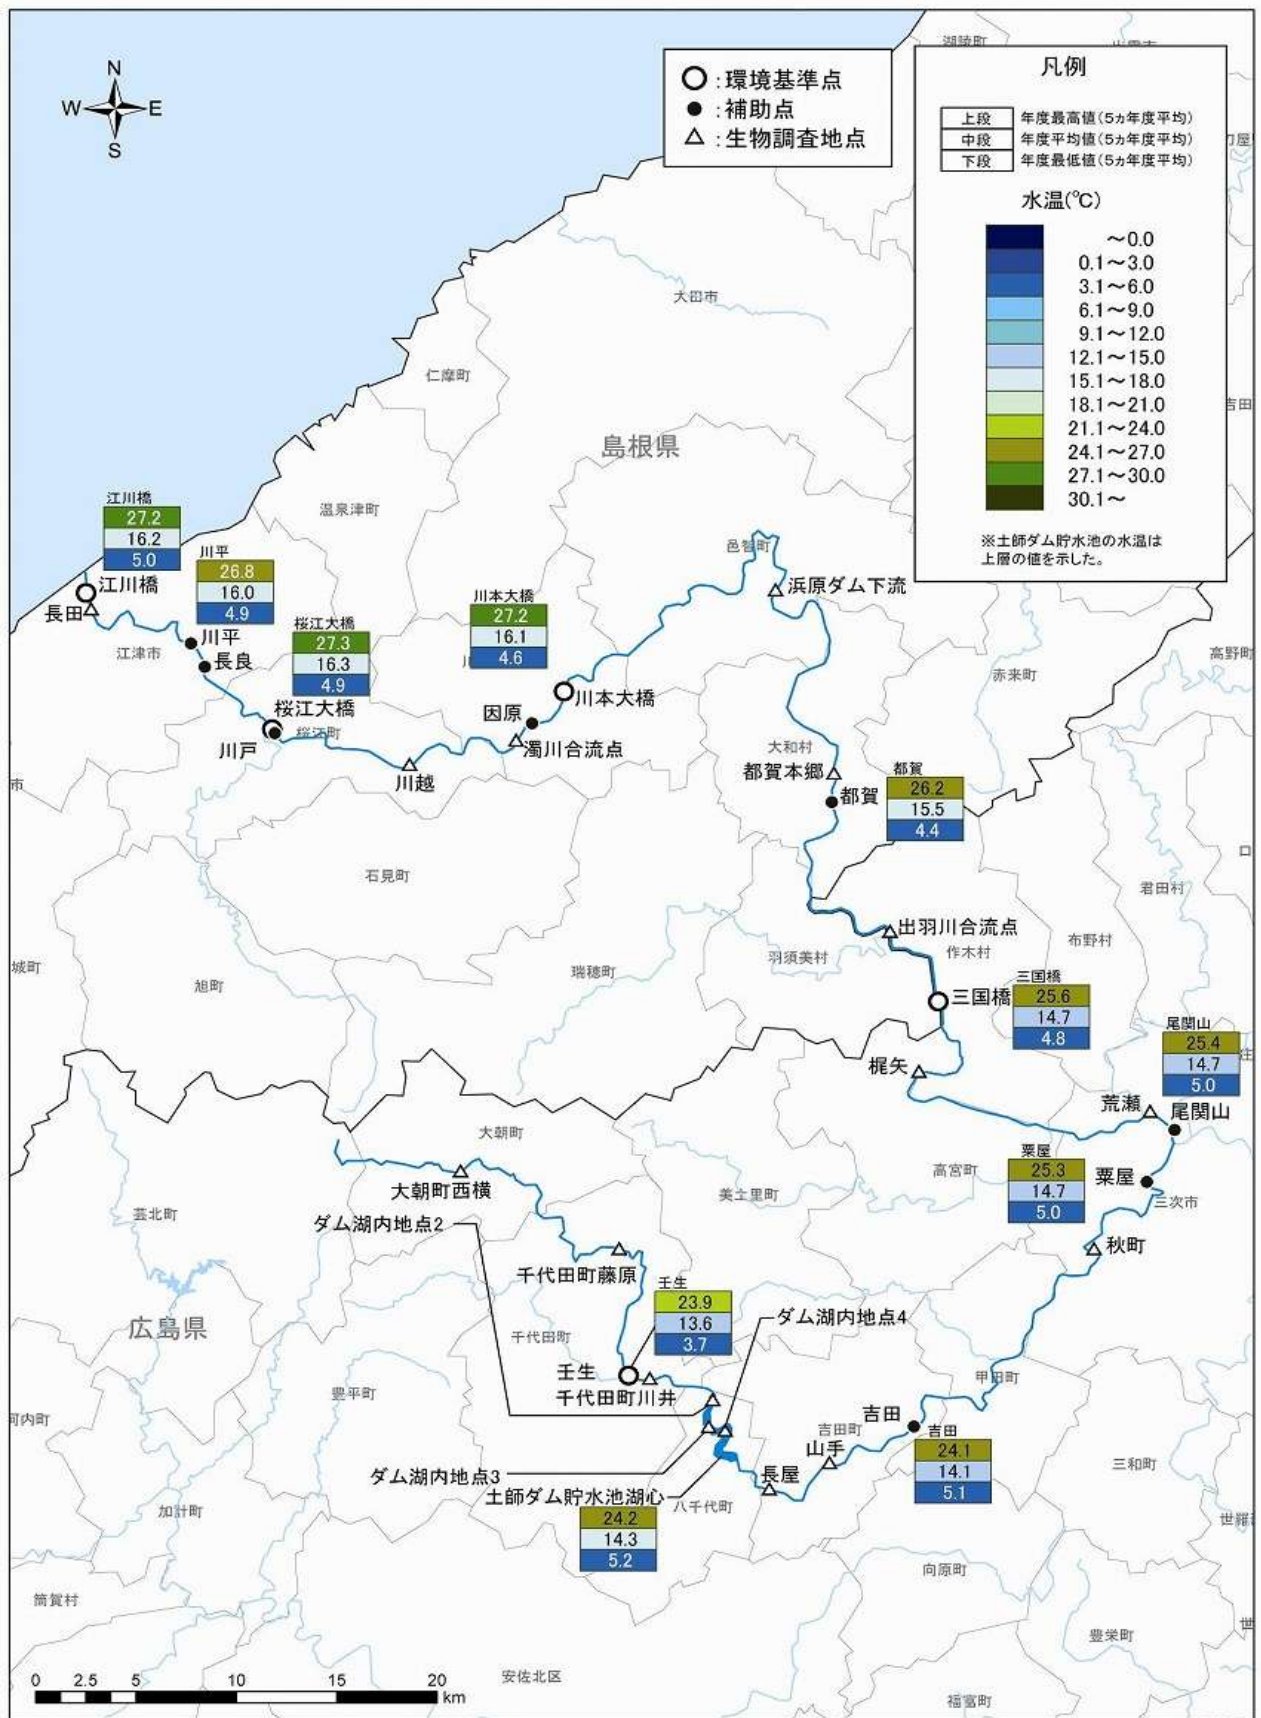 湖陵町
出雲市
N
W
E
S
○:環境基準点
●:補助点
△:生物調査地点
凡例
上段 年度最高値(5ヵ年度平均)
中段 年度平均値(5ヵ年度平均)
下段 年度最低値(5ヵ年度平均)
水温(℃)
~0.0
0.1~3.0
3.1~6.0
6.1~9.0
9.1~12.0
12.1~15.0
15.1~18.0
18.1~21.0
21.1~24.0
24.1~27.0
27.1~30.0
30.1~
※土師ダム貯水池の水温は
上層の値を示した。
吉田
大田市
仁摩町
島根県
温泉津町
江川橋
27.2
16.2
5.0
江川橋
長田
江津市
川平
26.8
16.0
4.9
川平
長良
桜江大橋
27.3
16.3
4.9
桜江大橋
川戸
桜江町
川越
川本大橋
27.2
16.1
4.6
川本大橋
因原
濁川合流点
邑智町
浜原ダム下流
赤来町
高野町
市
大和村
都賀本郷
都賀
都賀
26.2
15.5
4.4
石見町
君田村
口
出羽川合流点
作木村
布野村
羽須美村
瑞穂町
城町
旭町
三国橋
三国橋
25.6
14.7
4.8
尾関山
25.4
14.7
5.0
梶矢
荒瀬
尾関山
大朝町
大朝町西横
粟屋
25.3
14.7
5.0
粟屋
高宮町
美土里町
三次市
芸北町
ダム湖内地点2
秋町
千代田町藤原
壬生
23.9
13.6
3.7
ダム湖内地点4
広島県
千代田町
壬生
千代田町川井
甲田町
豊平町
河内町
吉田
吉田町
吉田
24.1
14.1
5.1
山手
三和町
ダム湖内地点3
長屋
土師ダム貯水池湖心
24.2
14.3
5.2
八千代町
加計町
向原町
筒賀村
世
豊栄町
安佐北区
福富町
0 2.5 5 10 15 20
km